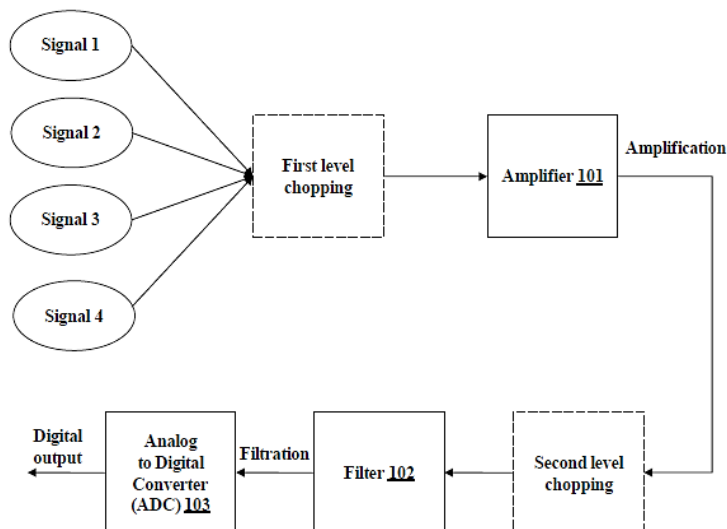 Signal 1
Signal 2
Signal 3
Signal 4
First level
chopping
Amplifier 101
Amplification
Digital
output
Analog
to Digital
Converter
(ADC) 103
Filtration
Filter 102
Second level
chopping